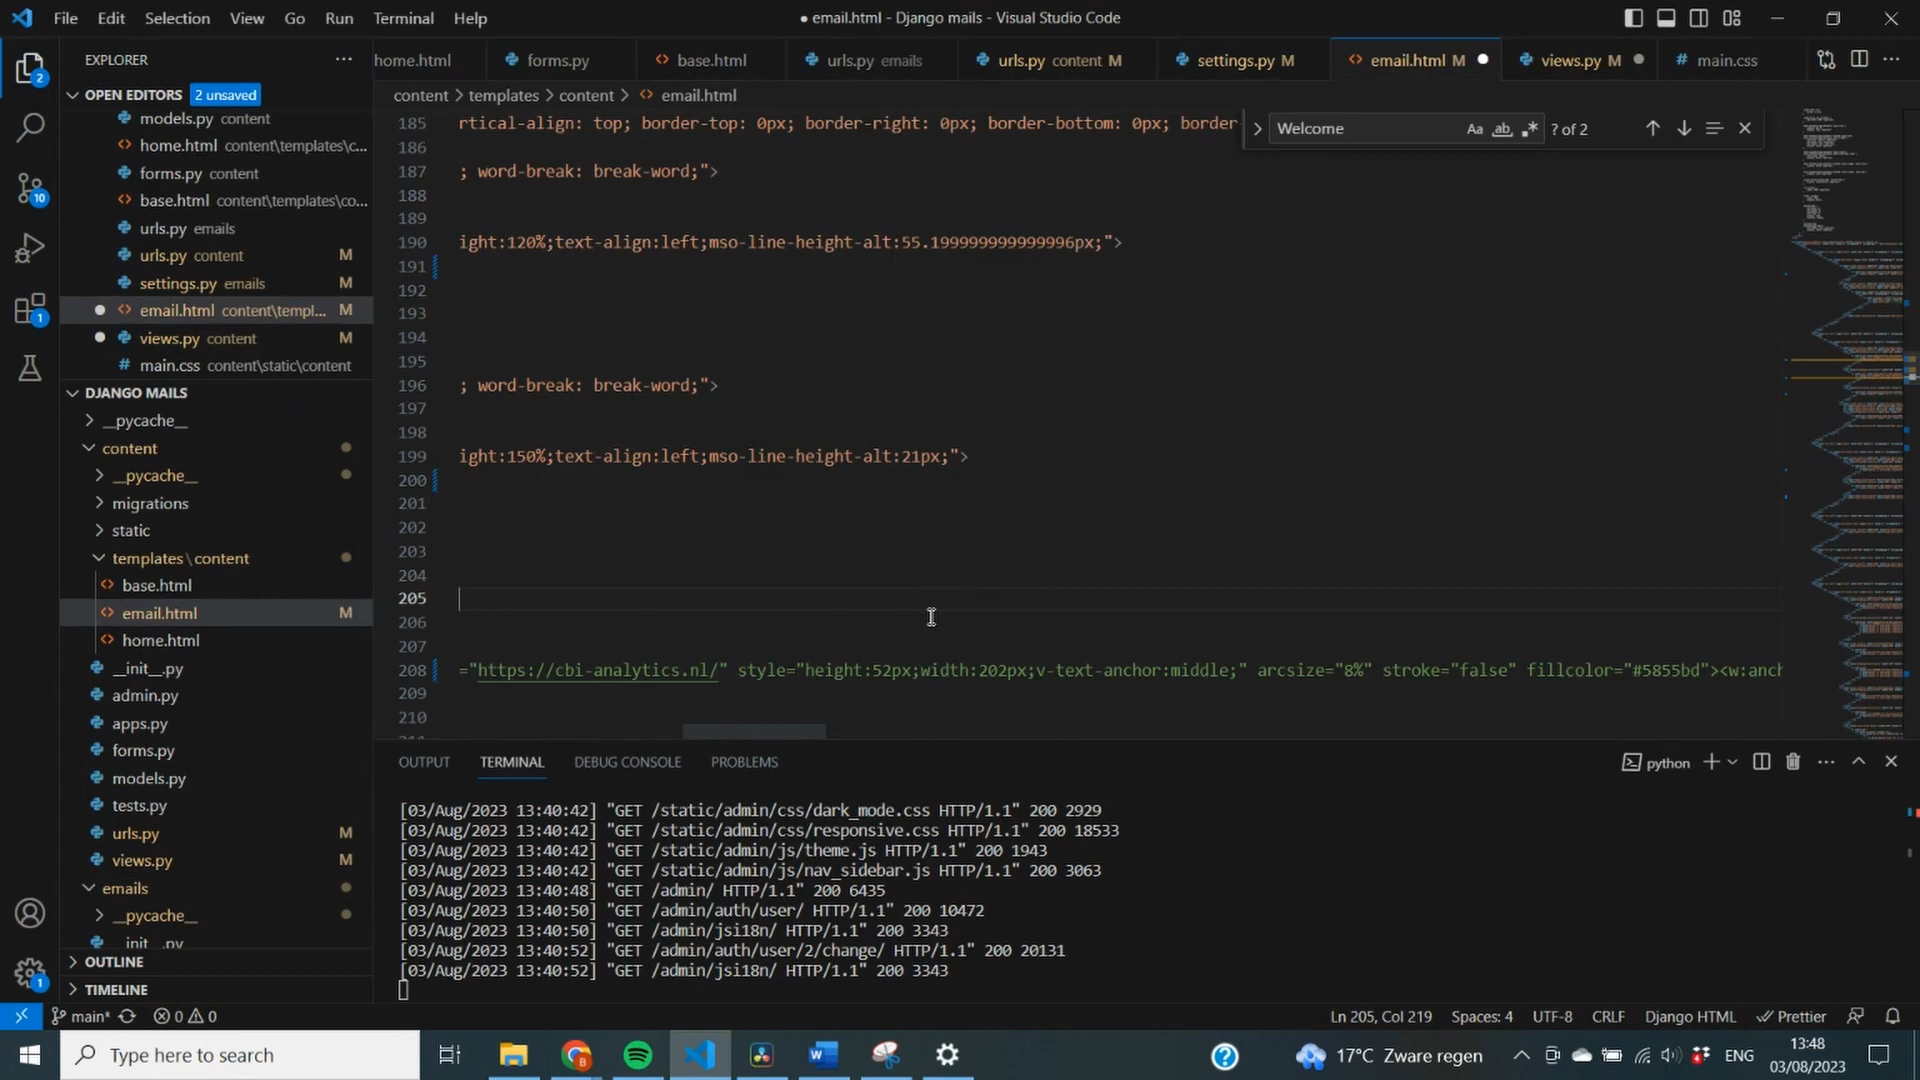 File Edit Selection View Go Run Terminal Help
● email.html - Django mails - Visual Studio Code
EXPLORER
OPEN EDITORS 2 unsaved
models.py content
home.html content\templates\c...
forms.py content
base.html content\templates\co...
urls.py emails
urls.py content M
settings.py emails M
email.html content\templ... M
views.py content M
main.css content\static\content
DJANGO MAILS
__pycache__
content
__pycache__
migrations
static
templates\content
base.html
email.html M
home.html
__init__.py
admin.py
apps.py
forms.py
models.py
tests.py
urls.py M
views.py M
emails
__pycache__
__init__.py
OUTLINE
TIMELINE
2
10
1
1
home.html forms.py base.html urls.py emails urls.py content M settings.py M email.html M views.py M main.css
content > templates > content > email.html
Welcome Aa ab ? of 2
185 rtical-align: top; border-top: 0px; border-right: 0px; border-bottom: 0px; border-
186
187 ; word-break: break-word;">
188
189
190 ight:120%;text-align:left;mso-line-height-alt:55.199999999999996px;">
191
192
193
194
195
196 ; word-break: break-word;">
197
198
199 ight:150%;text-align:left;mso-line-height-alt:21px;">
200
201
202
203
204
205
206
207
208 ="https://cbi-analytics.nl/" style="height:52px;width:202px;v-text-anchor:middle;" arcsize="8%" stroke="false" fillcolor="#5855bd"><w:anch
209
210
OUTPUT TERMINAL DEBUG CONSOLE PROBLEMS
python
[03/Aug/2023 13:40:42] "GET /static/admin/css/dark_mode.css HTTP/1.1" 200 2929
[03/Aug/2023 13:40:42] "GET /static/admin/css/responsive.css HTTP/1.1" 200 18533
[03/Aug/2023 13:40:42] "GET /static/admin/js/theme.js HTTP/1.1" 200 1943
[03/Aug/2023 13:40:42] "GET /static/admin/js/nav_sidebar.js HTTP/1.1" 200 3063
[03/Aug/2023 13:40:48] "GET /admin/ HTTP/1.1" 200 6435
[03/Aug/2023 13:40:50] "GET /admin/auth/user/ HTTP/1.1" 200 10472
[03/Aug/2023 13:40:50] "GET /admin/jsi18n/ HTTP/1.1" 200 3343
[03/Aug/2023 13:40:52] "GET /admin/auth/user/2/change/ HTTP/1.1" 200 20131
[03/Aug/2023 13:40:52] "GET /admin/jsi18n/ HTTP/1.1" 200 3343
main* 0 0
Ln 205, Col 219 Spaces: 4 UTF-8 CRLF Django HTML Prettier
Type here to search
17°C Zware regen
ENG
13:48
03/08/2023